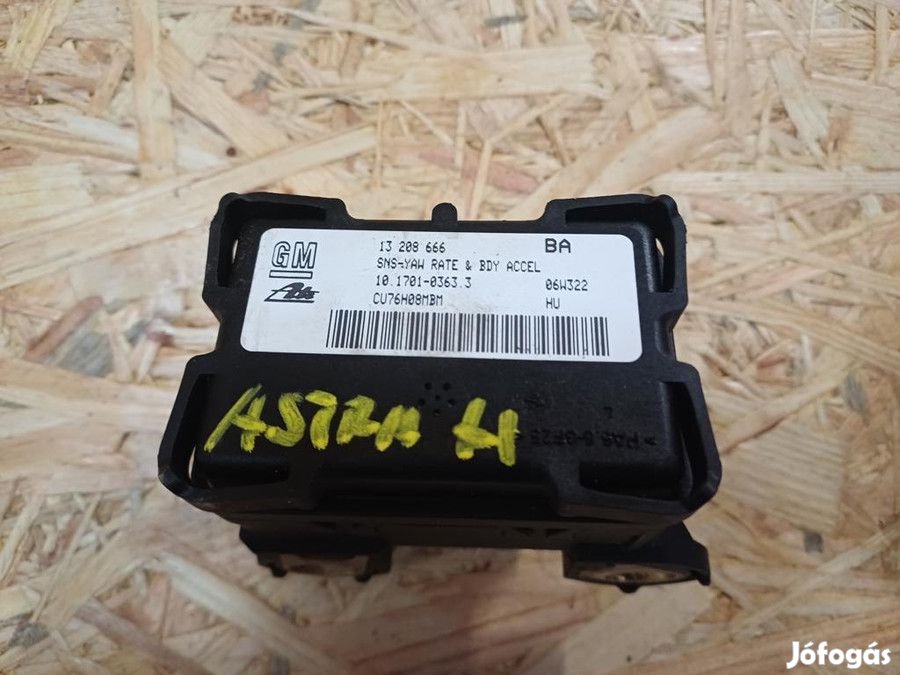 GM
13 208 666 BA
SNS-YAW RATE & BDY ACCEL
Ate 10.1701-0363.3 06W322
CU76H08MBM HU
ASTRA H
Jófogás